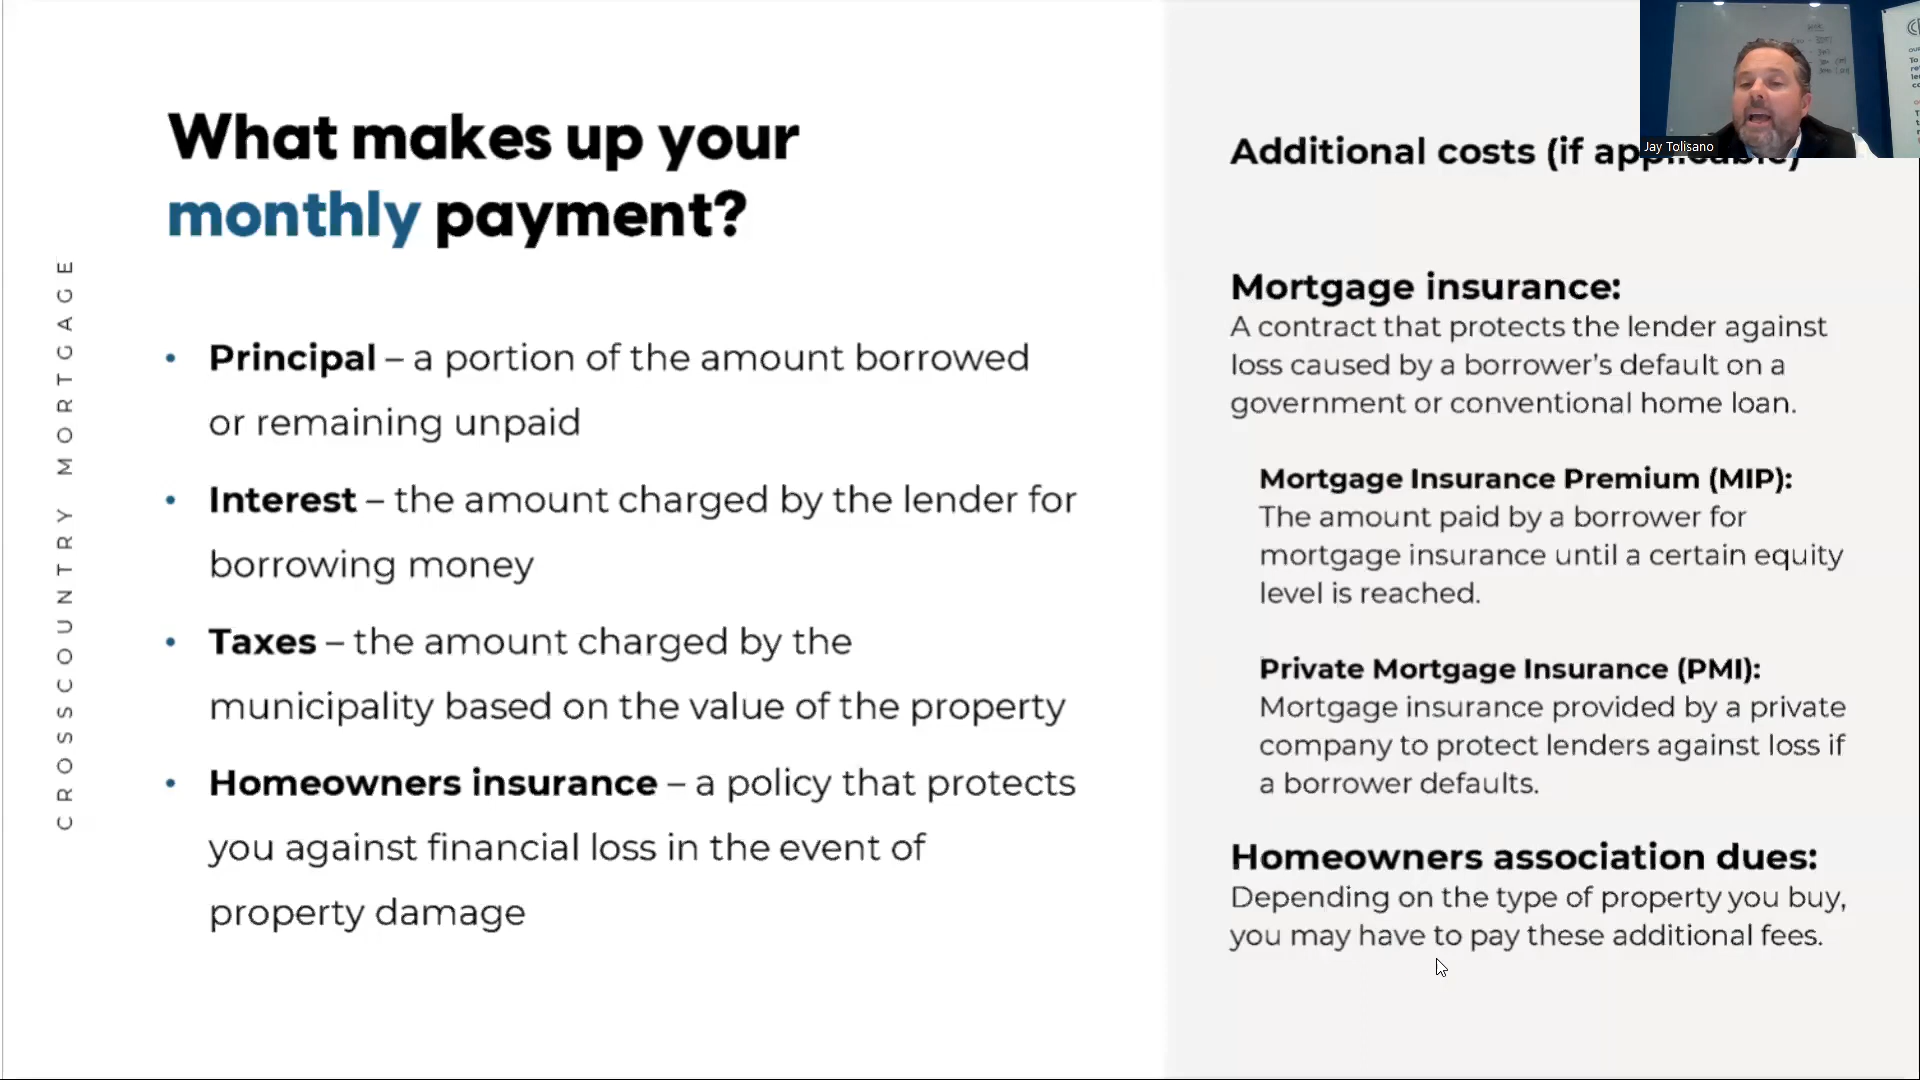 What makes up your
monthly payment?
CROSSCOUNTRY MORTGAGE
• Principal – a portion of the amount borrowed
or remaining unpaid
• Interest – the amount charged by the lender for
borrowing money
• Taxes – the amount charged by the
municipality based on the value of the property
• Homeowners insurance – a policy that protects
you against financial loss in the event of
property damage
Additional costs (if applicable)
Mortgage insurance:
A contract that protects the lender against
loss caused by a borrower’s default on a
government or conventional home loan.
Mortgage Insurance Premium (MIP):
The amount paid by a borrower for
mortgage insurance until a certain equity
level is reached.
Private Mortgage Insurance (PMI):
Mortgage insurance provided by a private
company to protect lenders against loss if
a borrower defaults.
Homeowners association dues:
Depending on the type of property you buy,
you may have to pay these additional fees.
Jay Tolisano